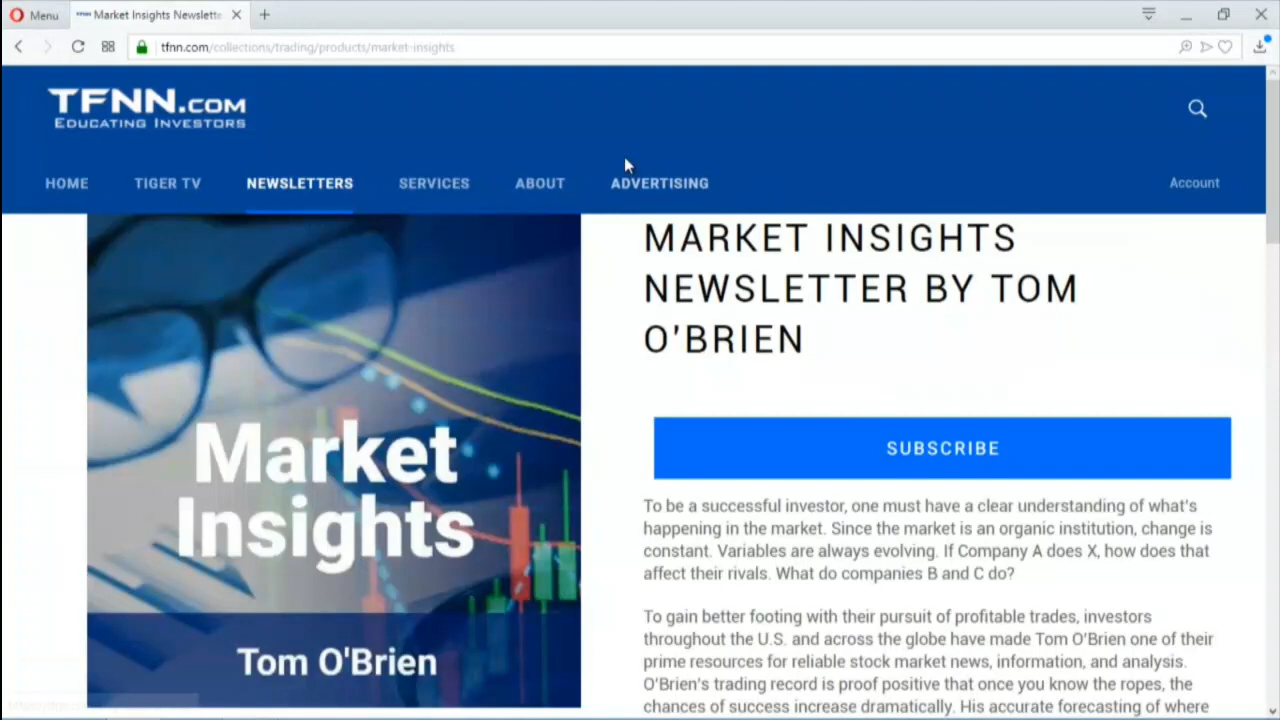 Menu
TFNN Market Insights Newslette
tfnn.com/collections/trading/products/market-insights
TFNN.COM
EDUCATING INVESTORS
HOME
TIGER TV
NEWSLETTERS
SERVICES
ABOUT
ADVERTISING
Account
Market
Insights
Tom O'Brien
MARKET INSIGHTS
NEWSLETTER BY TOM
O'BRIEN
SUBSCRIBE
To be a successful investor, one must have a clear understanding of what's
happening in the market. Since the market is an organic institution, change is
constant. Variables are always evolving. If Company A does X, how does that
affect their rivals. What do companies B and C do?
To gain better footing with their pursuit of profitable trades, investors
throughout the U.S. and across the globe have made Tom O'Brien one of their
prime resources for reliable stock market news, information, and analysis.
O'Brien's trading record is proof positive that once you know the ropes, the
chances of success increase dramatically. His accurate forecasting of where